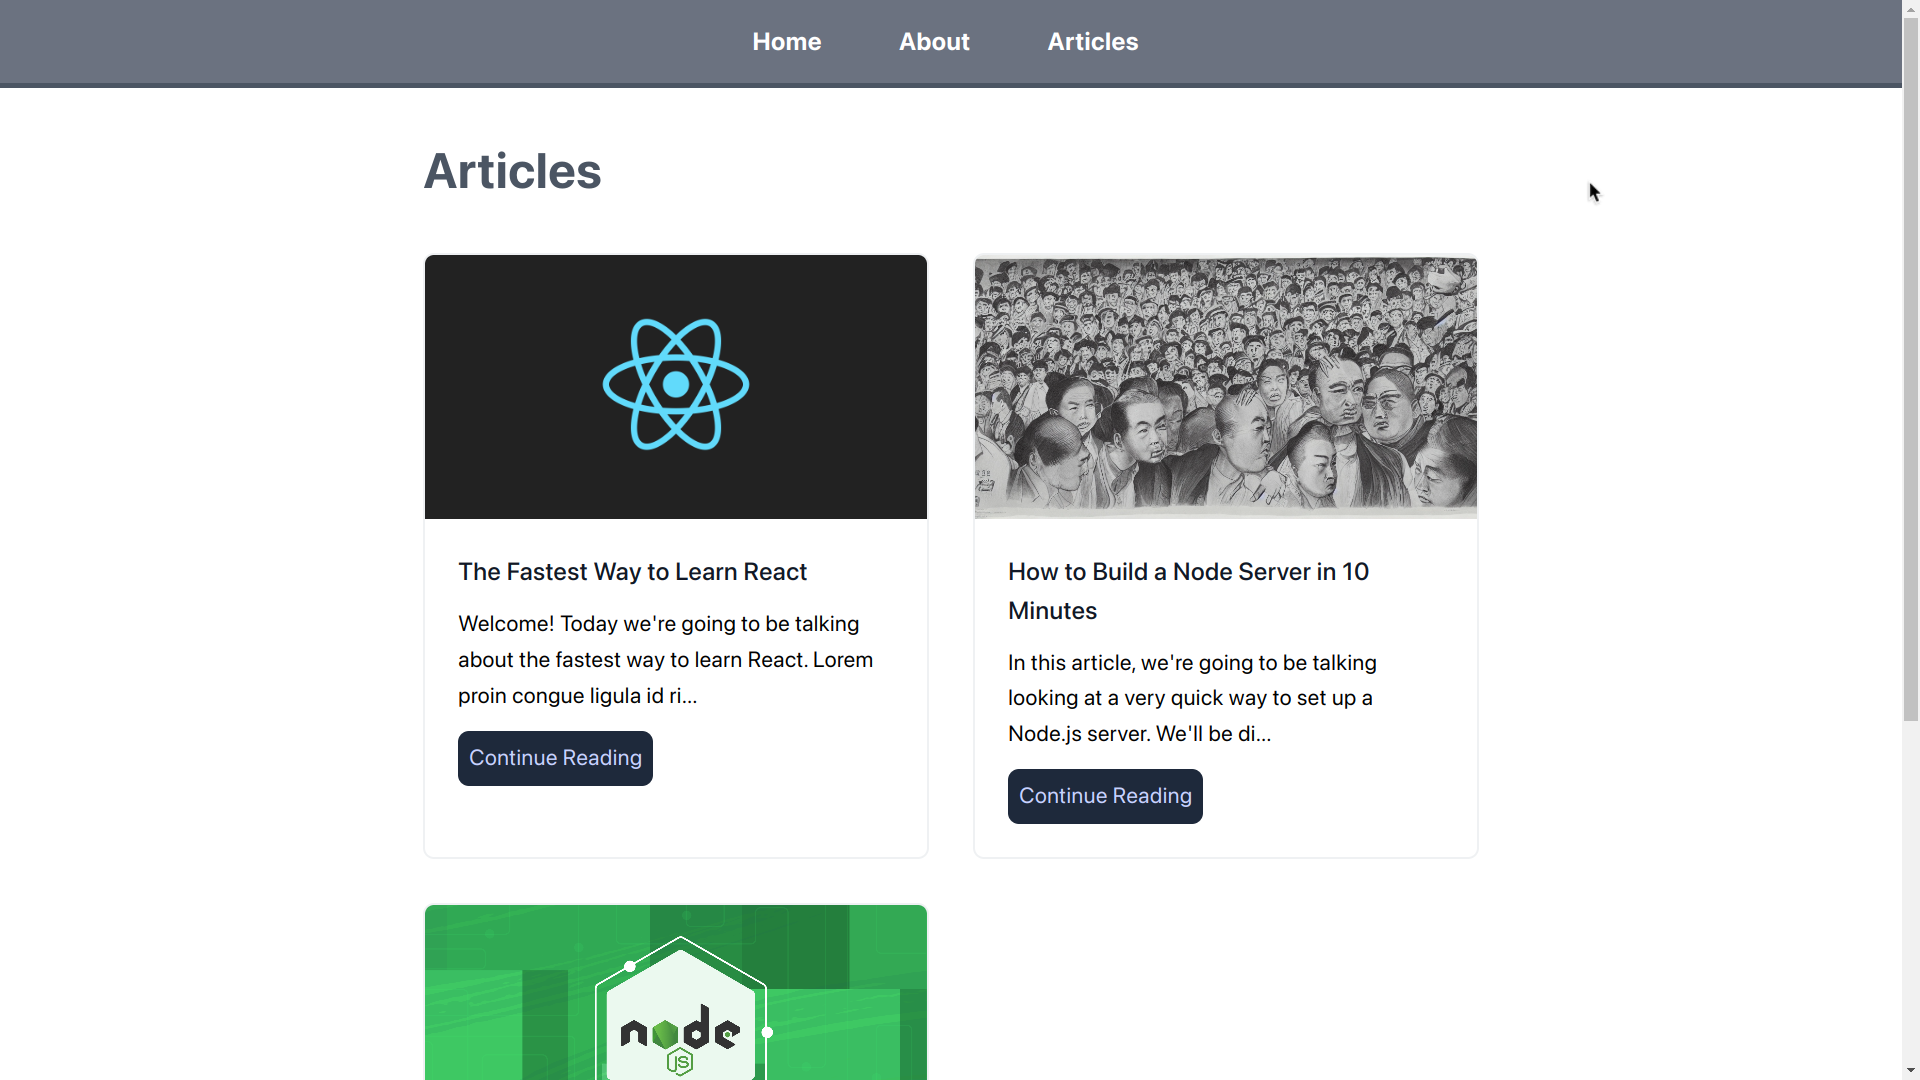 Home About Articles
Articles
The Fastest Way to Learn React
Welcome! Today we're going to be talking
about the fastest way to learn React. Lorem
proin congue ligula id ri...
Continue Reading
How to Build a Node Server in 10
Minutes
In this article, we're going to be talking
looking at a very quick way to set up a
Node.js server. We'll be di...
Continue Reading
node
JS